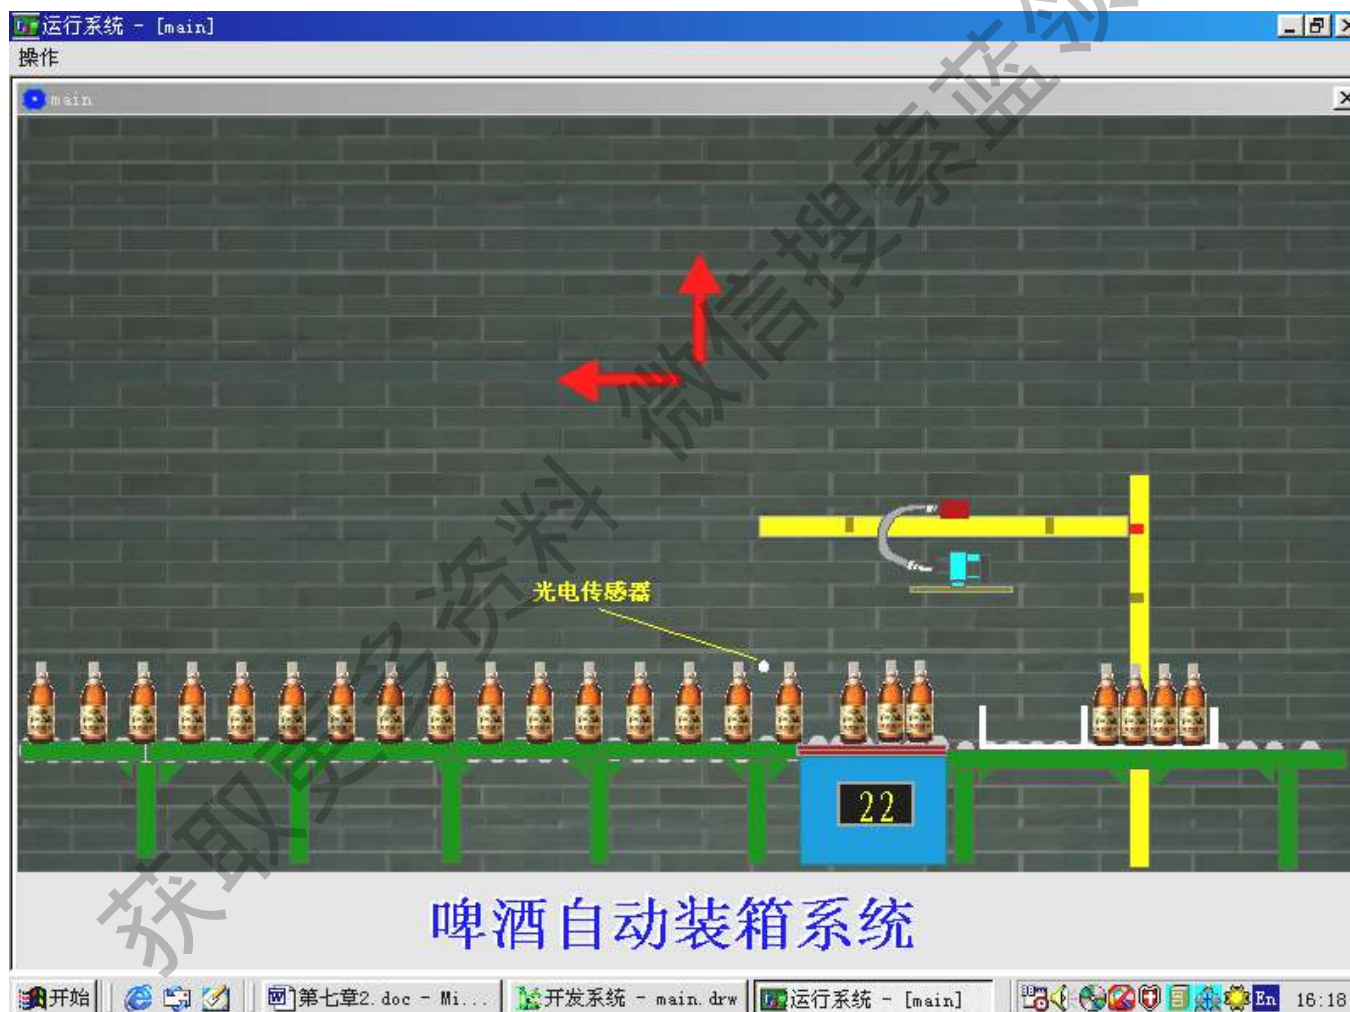 运行系统 - [main]
操作
main
光电传感器
22
啤酒自动装箱系统
开始
第七章2.doc - Mi...
开发系统 - main.drw
运行系统 - [main]
En
16:18
获取更多资料 微信搜索蓝领